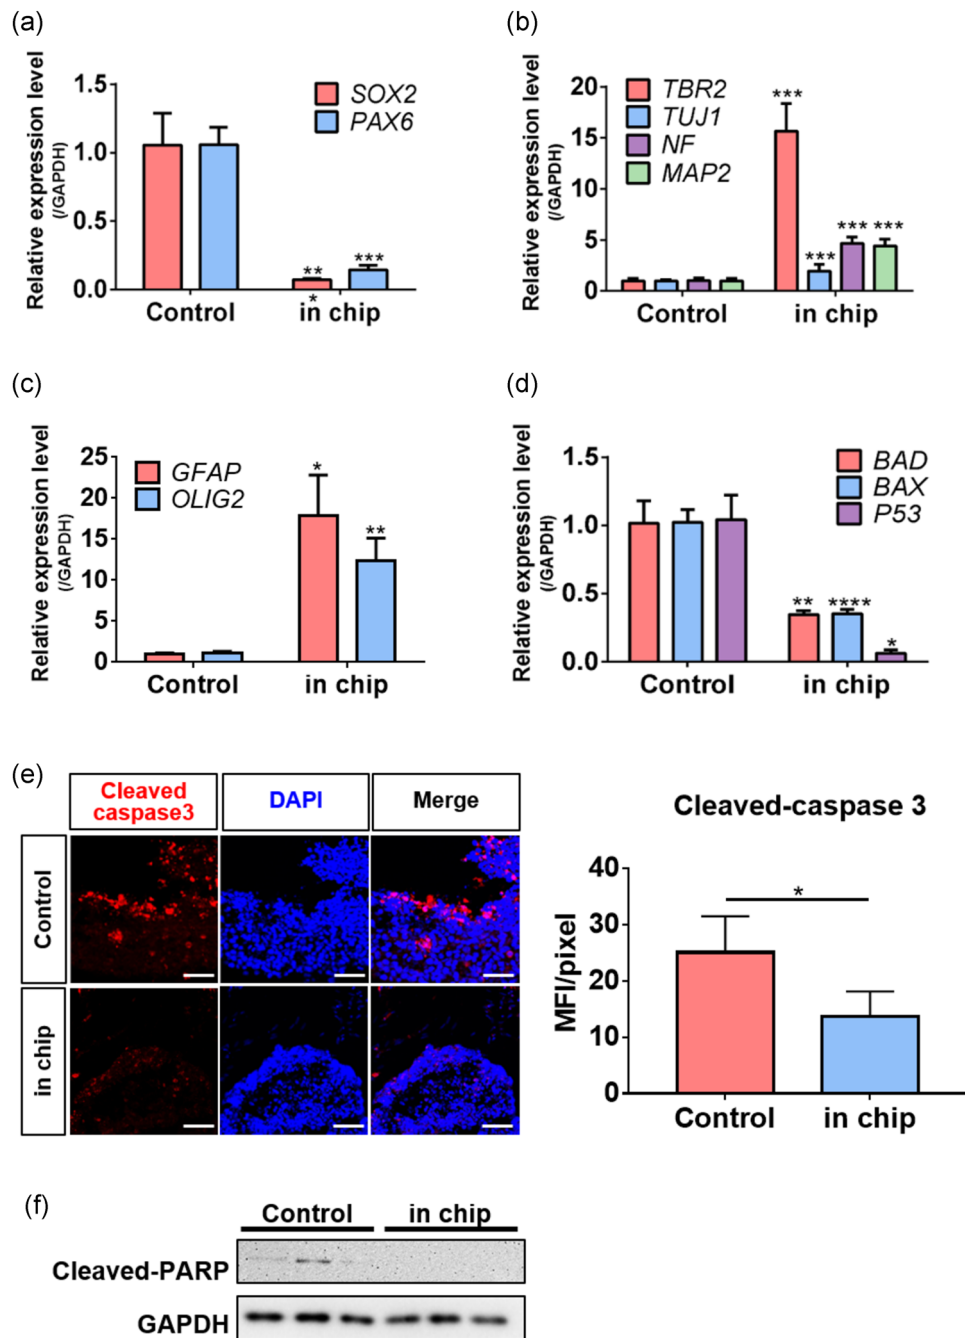 (a)
Relative expression level
(/GAPDH)
1.5
1.0
0.5
0.0
SOX2
PAX6
**
*
***
Control
in chip
(b)
Relative expression level
(/GAPDH)
20
15
10
5
0
TBR2
TUJ1
NF
MAP2
***
***
***
***
Control
in chip
(c)
Relative expression level
(/GAPDH)
25
20
15
10
5
0
GFAP
OLIG2
*
**
Control
in chip
(d)
Relative expression level
(/GAPDH)
1.5
1.0
0.5
0.0
BAD
BAX
P53
**
****
*
Control
in chip
(e)
Cleaved
caspase3
DAPI
Merge
Control
in chip
Cleaved-caspase 3
MFI/pixel
40
30
20
10
0
*
Control
in chip
(f)
Control
in chip
Cleaved-PARP
GAPDH